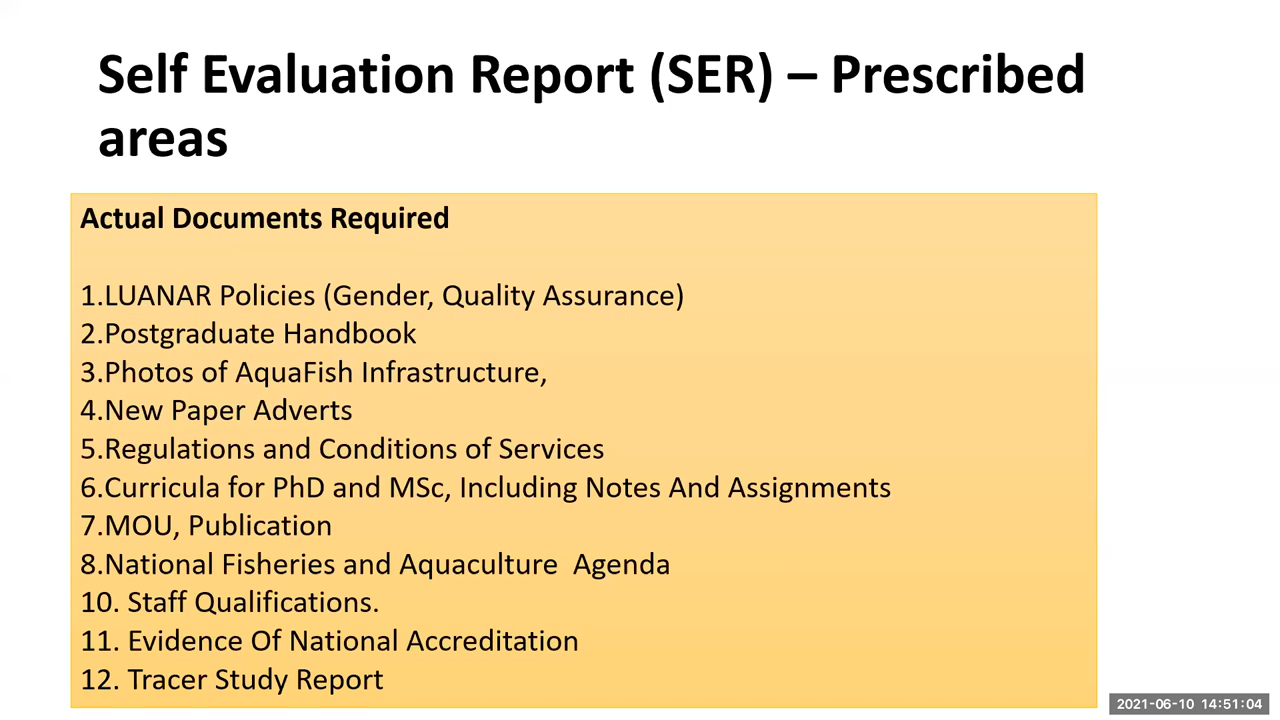 Self Evaluation Report (SER) – Prescribed
areas
Actual Documents Required
1.LUANAR Policies (Gender, Quality Assurance)
2.Postgraduate Handbook
3.Photos of AquaFish Infrastructure,
4.New Paper Adverts
5.Regulations and Conditions of Services
6.Curricula for PhD and MSc, Including Notes And Assignments
7.MOU, Publication
8.National Fisheries and Aquaculture  Agenda
10. Staff Qualifications.
11. Evidence Of National Accreditation
12. Tracer Study Report
2021-06-10 14:51:04